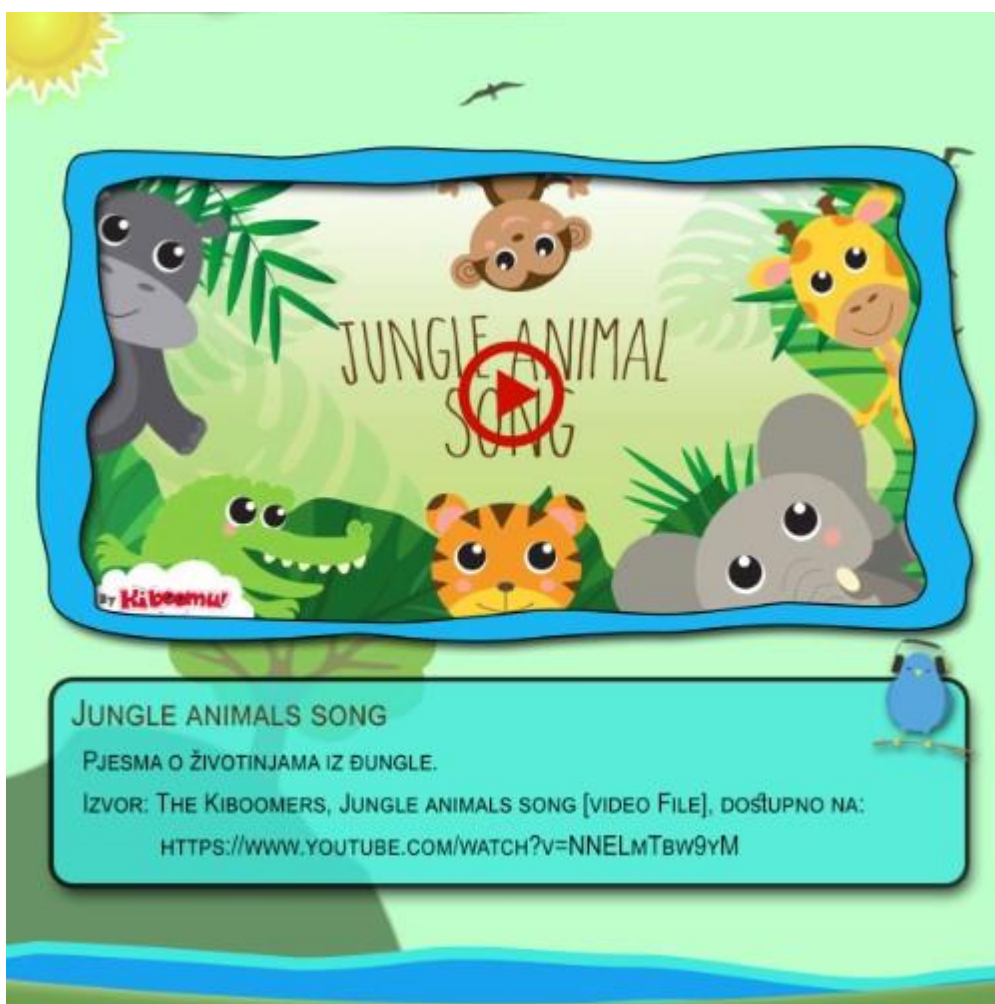 JUNGLE ANIMAL
SONG
BY Kiboomu!
JUNGLE ANIMALS SONG
PJESMA O ŽIVOTINJAMA IZ ĐUNGLE.
IZVOR: THE KIBOOMERS, JUNGLE ANIMALS SONG [VIDEO FILE], DOSTUPNO NA:
HTTPS://WWW.YOUTUBE.COM/WATCH?V=NNELMTBW9YM